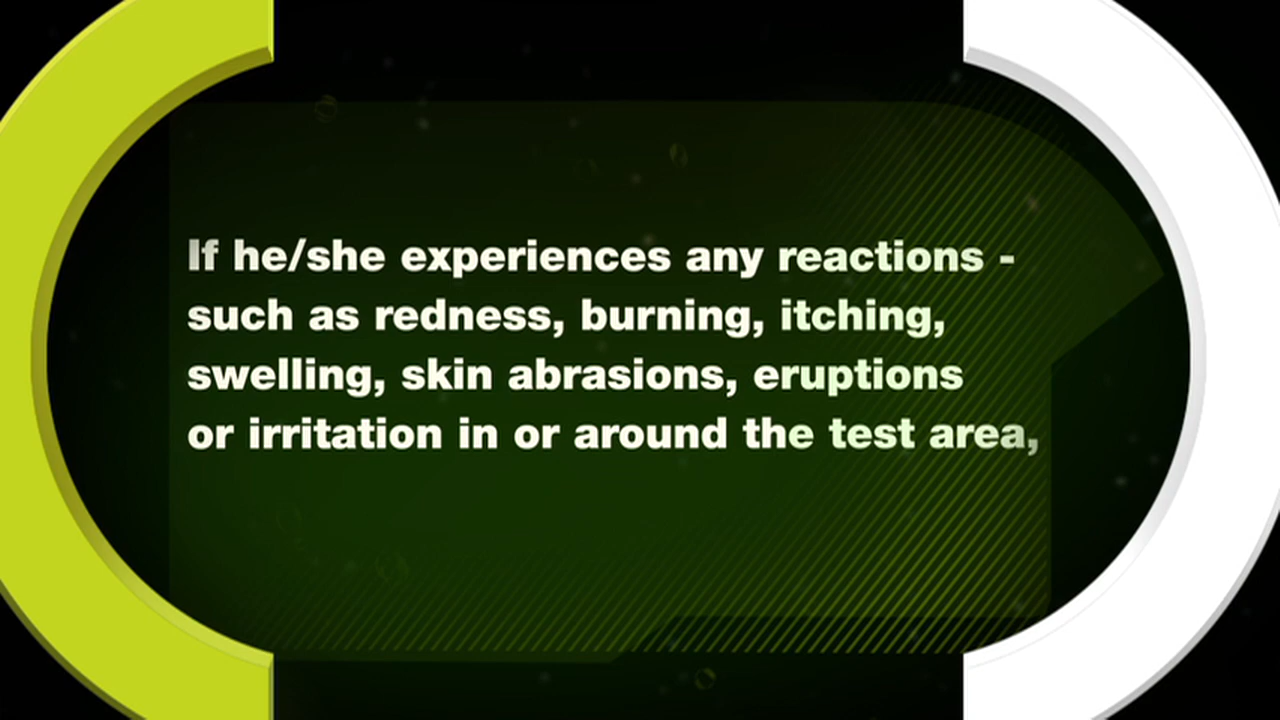 If he/she experiences any reactions -
such as redness, burning, itching,
swelling, skin abrasions, eruptions
or irritation in or around the test area,